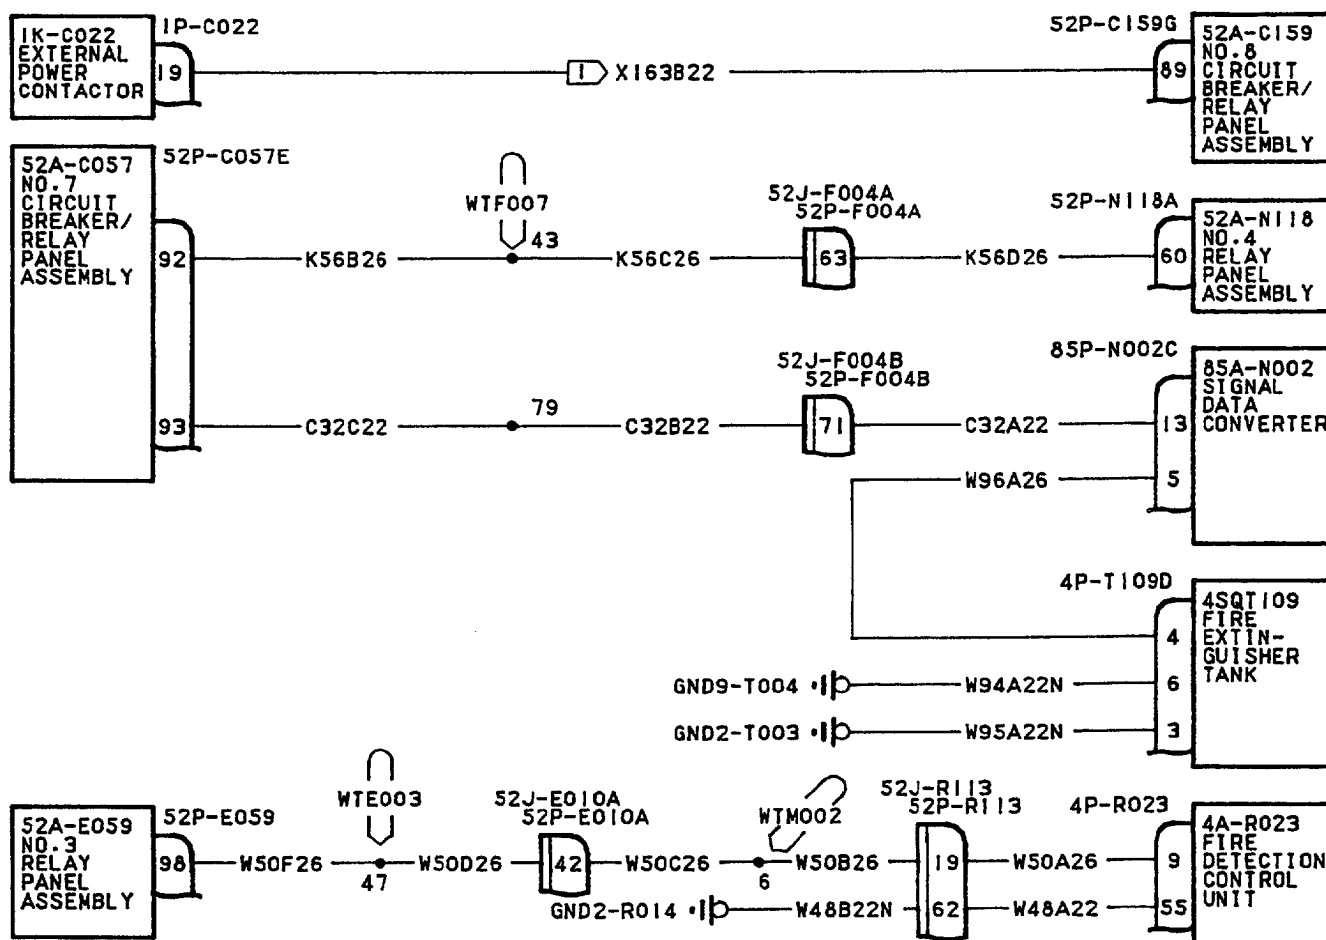 1K-C022
EXTERNAL
POWER
CONTACTOR
1P-C022
19
1
X163B22
52P-C159G
89
52A-C159
NO.8
CIRCUIT
BREAKER/
RELAY
PANEL
ASSEMBLY
52A-C057
NO.7
CIRCUIT
BREAKER/
RELAY
PANEL
ASSEMBLY
52P-C057E
92
K56B26
WTF007
43
K56C26
52J-F004A
52P-F004A
63
K56D26
52P-N118A
60
52A-N118
NO.4
RELAY
PANEL
ASSEMBLY
93
C32C22
79
C32B22
52J-F004B
52P-F004B
71
C32A22
85P-N002C
13
85A-N002
SIGNAL
DATA
CONVERTER
W96A26
5
4P-T109D
4
4SQT109
FIRE
EXTIN-
GUISHER
TANK
GND9-T004
W94A22N
6
GND2-T003
W95A22N
3
52A-E059
NO.3
RELAY
PANEL
ASSEMBLY
52P-E059
98
W50F26
WTE003
47
W50D26
52J-E010A
52P-E010A
42
W50C26
WTM002
6
W50B26
52J-R113
52P-R113
19
W50A26
4P-R023
9
4A-R023
FIRE
DETECTION
CONTROL
UNIT
GND2-R014
W48B22N
62
W48A22
55